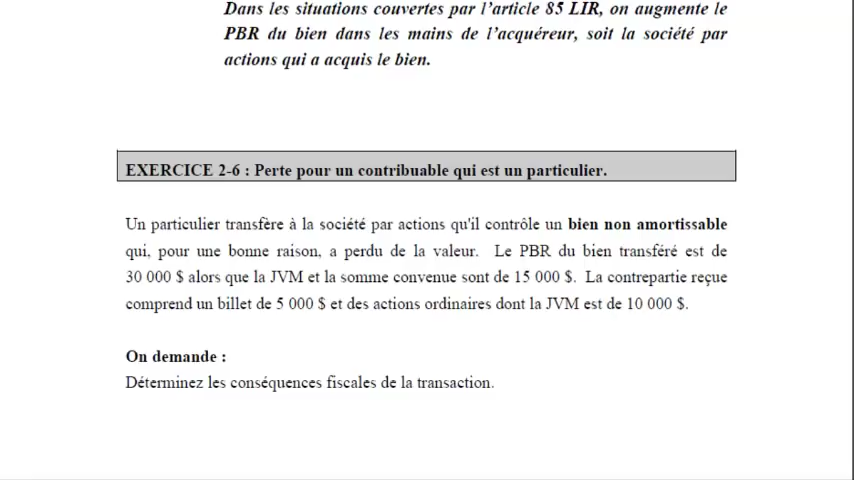 Dans les situations couvertes par l'article 85 LIR, on augmente le
PBR du bien dans les mains de l'acquéreur, soit la société par
actions qui a acquis le bien.
EXERCICE 2-6 : Perte pour un contribuable qui est un particulier.
Un particulier transfère à la société par actions qu'il contrôle un bien non amortissable
qui, pour une bonne raison, a perdu de la valeur. Le PBR du bien transféré est de
30 000 $ alors que la JVM et la somme convenue sont de 15 000 $. La contrepartie reçue
comprend un billet de 5 000 $ et des actions ordinaires dont la JVM est de 10 000 $.
On demande :
Déterminez les conséquences fiscales de la transaction.